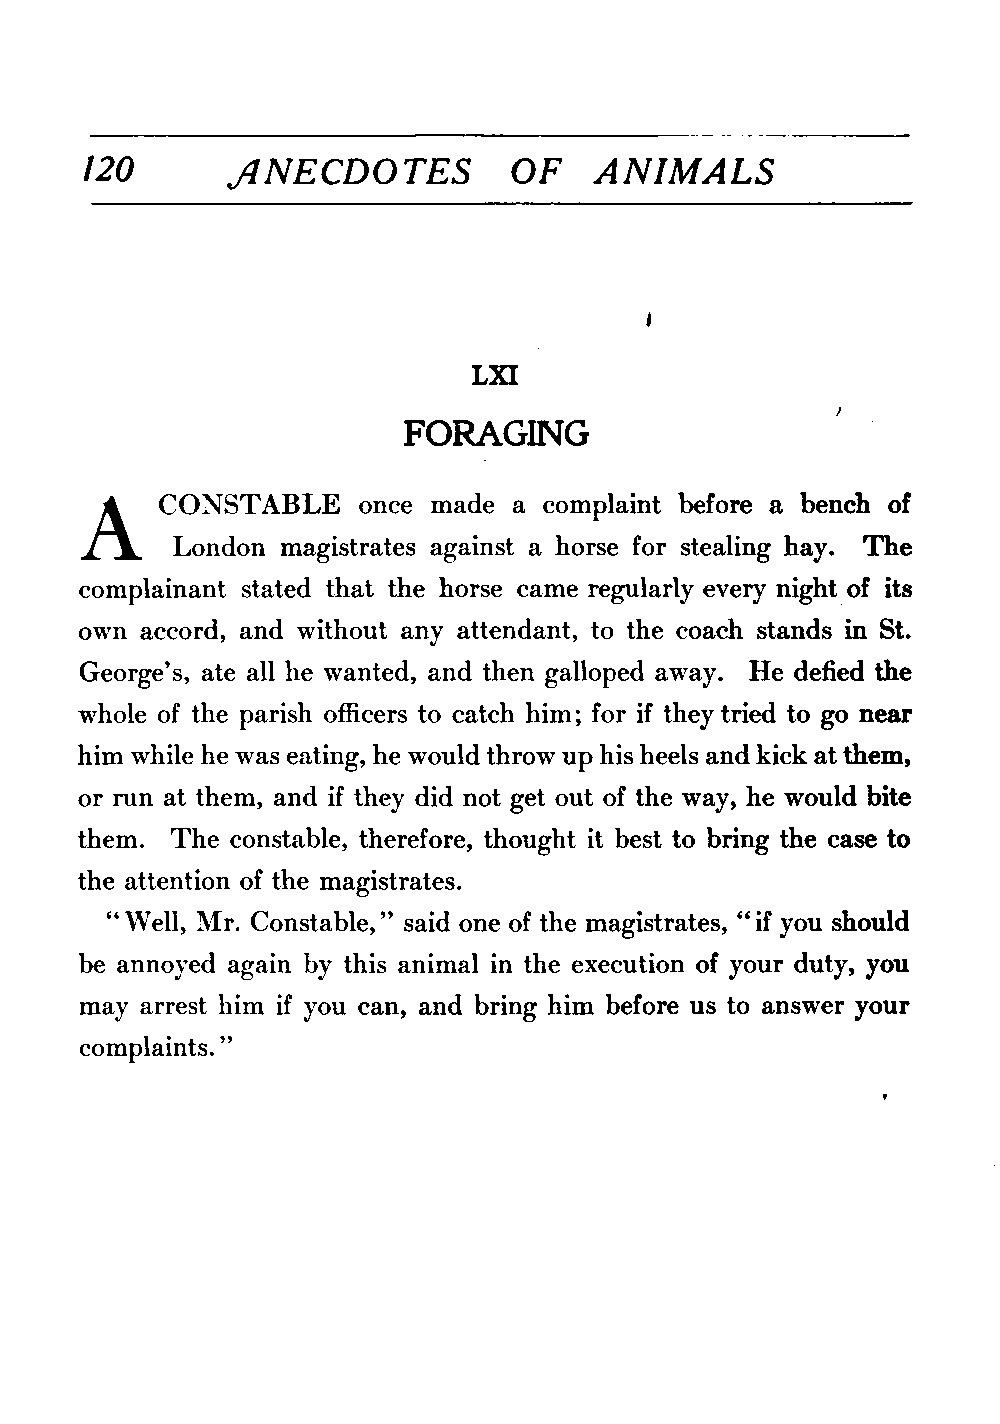 120 ANECDOTES OF ANIMALS
LXI
FORAGING
A CONSTABLE once made a complaint before a bench of
London magistrates against a horse for stealing hay. The
complainant stated that the horse came regularly every night of its
own accord, and without any attendant, to the coach stands in St.
George's, ate all he wanted, and then galloped away. He defied the
whole of the parish officers to catch him; for if they tried to go near
him while he was eating, he would throw up his heels and kick at them,
or run at them, and if they did not get out of the way, he would bite
them. The constable, therefore, thought it best to bring the case to
the attention of the magistrates.
"Well, Mr. Constable," said one of the magistrates, "if you should
be annoyed again by this animal in the execution of your duty, you
may arrest him if you can, and bring him before us to answer your
complaints."